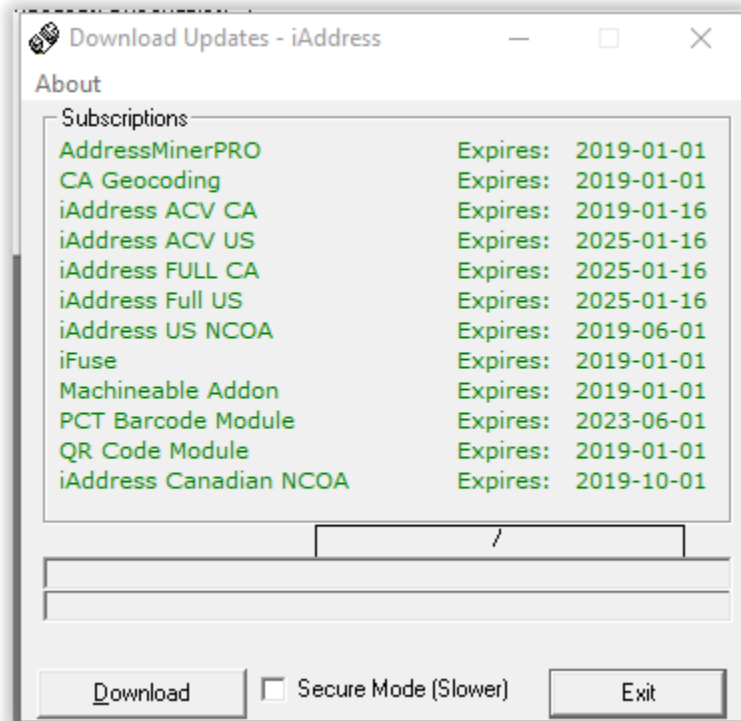 Download Updates - iAddress
About
Subscriptions
AddressMinerPRO Expires: 2019-01-01
CA Geocoding Expires: 2019-01-01
iAddress ACV CA Expires: 2019-01-16
iAddress ACV US Expires: 2025-01-16
iAddress FULL CA Expires: 2025-01-16
iAddress Full US Expires: 2025-01-16
iAddress US NCOA Expires: 2019-06-01
iFuse Expires: 2019-01-01
Machineable Addon Expires: 2019-01-01
PCT Barcode Module Expires: 2023-06-01
QR Code Module Expires: 2019-01-01
iAddress Canadian NCOA Expires: 2019-10-01
/
Download Secure Mode (Slower) Exit